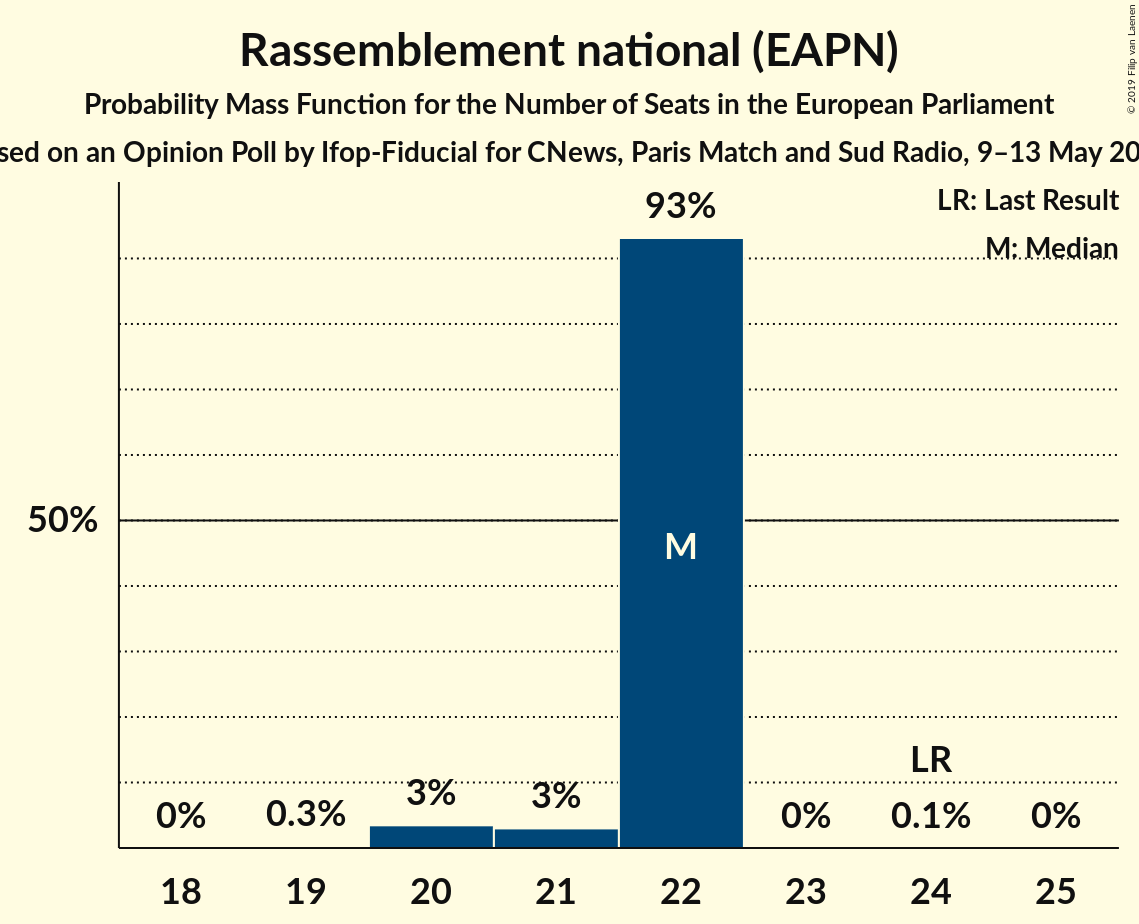 Rassemblement national (EAPN)
Probability Mass Function for the Number of Seats in the European Parliament
sed on an Opinion Poll by Ifop-Fiducial for CNews, Paris Match and Sud Radio, 9–13 May 20
© 2019 Filip van Laenen
LR: Last Result
M: Median
93%
50%
M
LR
0% 0.3% 3% 3% 0% 0.1% 0%
18 19 20 21 22 23 24 25